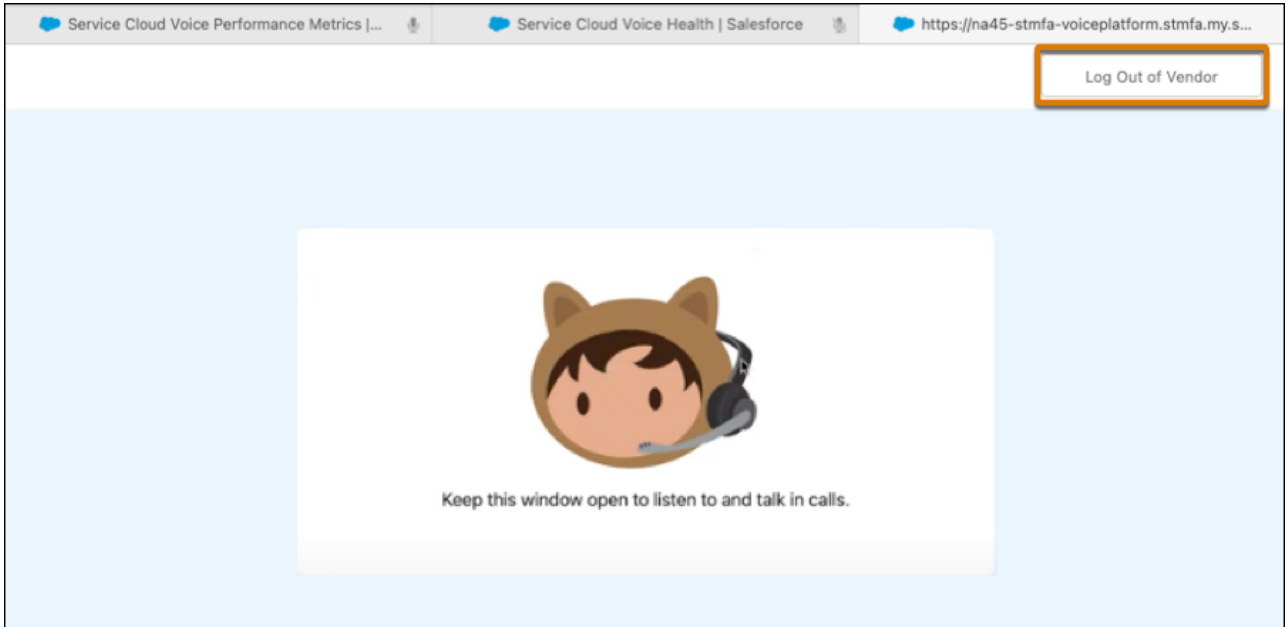 Service Cloud Voice Performance Metrics |...
Service Cloud Voice Health | Salesforce
https://na45-stmfa-voiceplatform.stmfa.my.s...
Log Out of Vendor
Keep this window open to listen to and talk in calls.